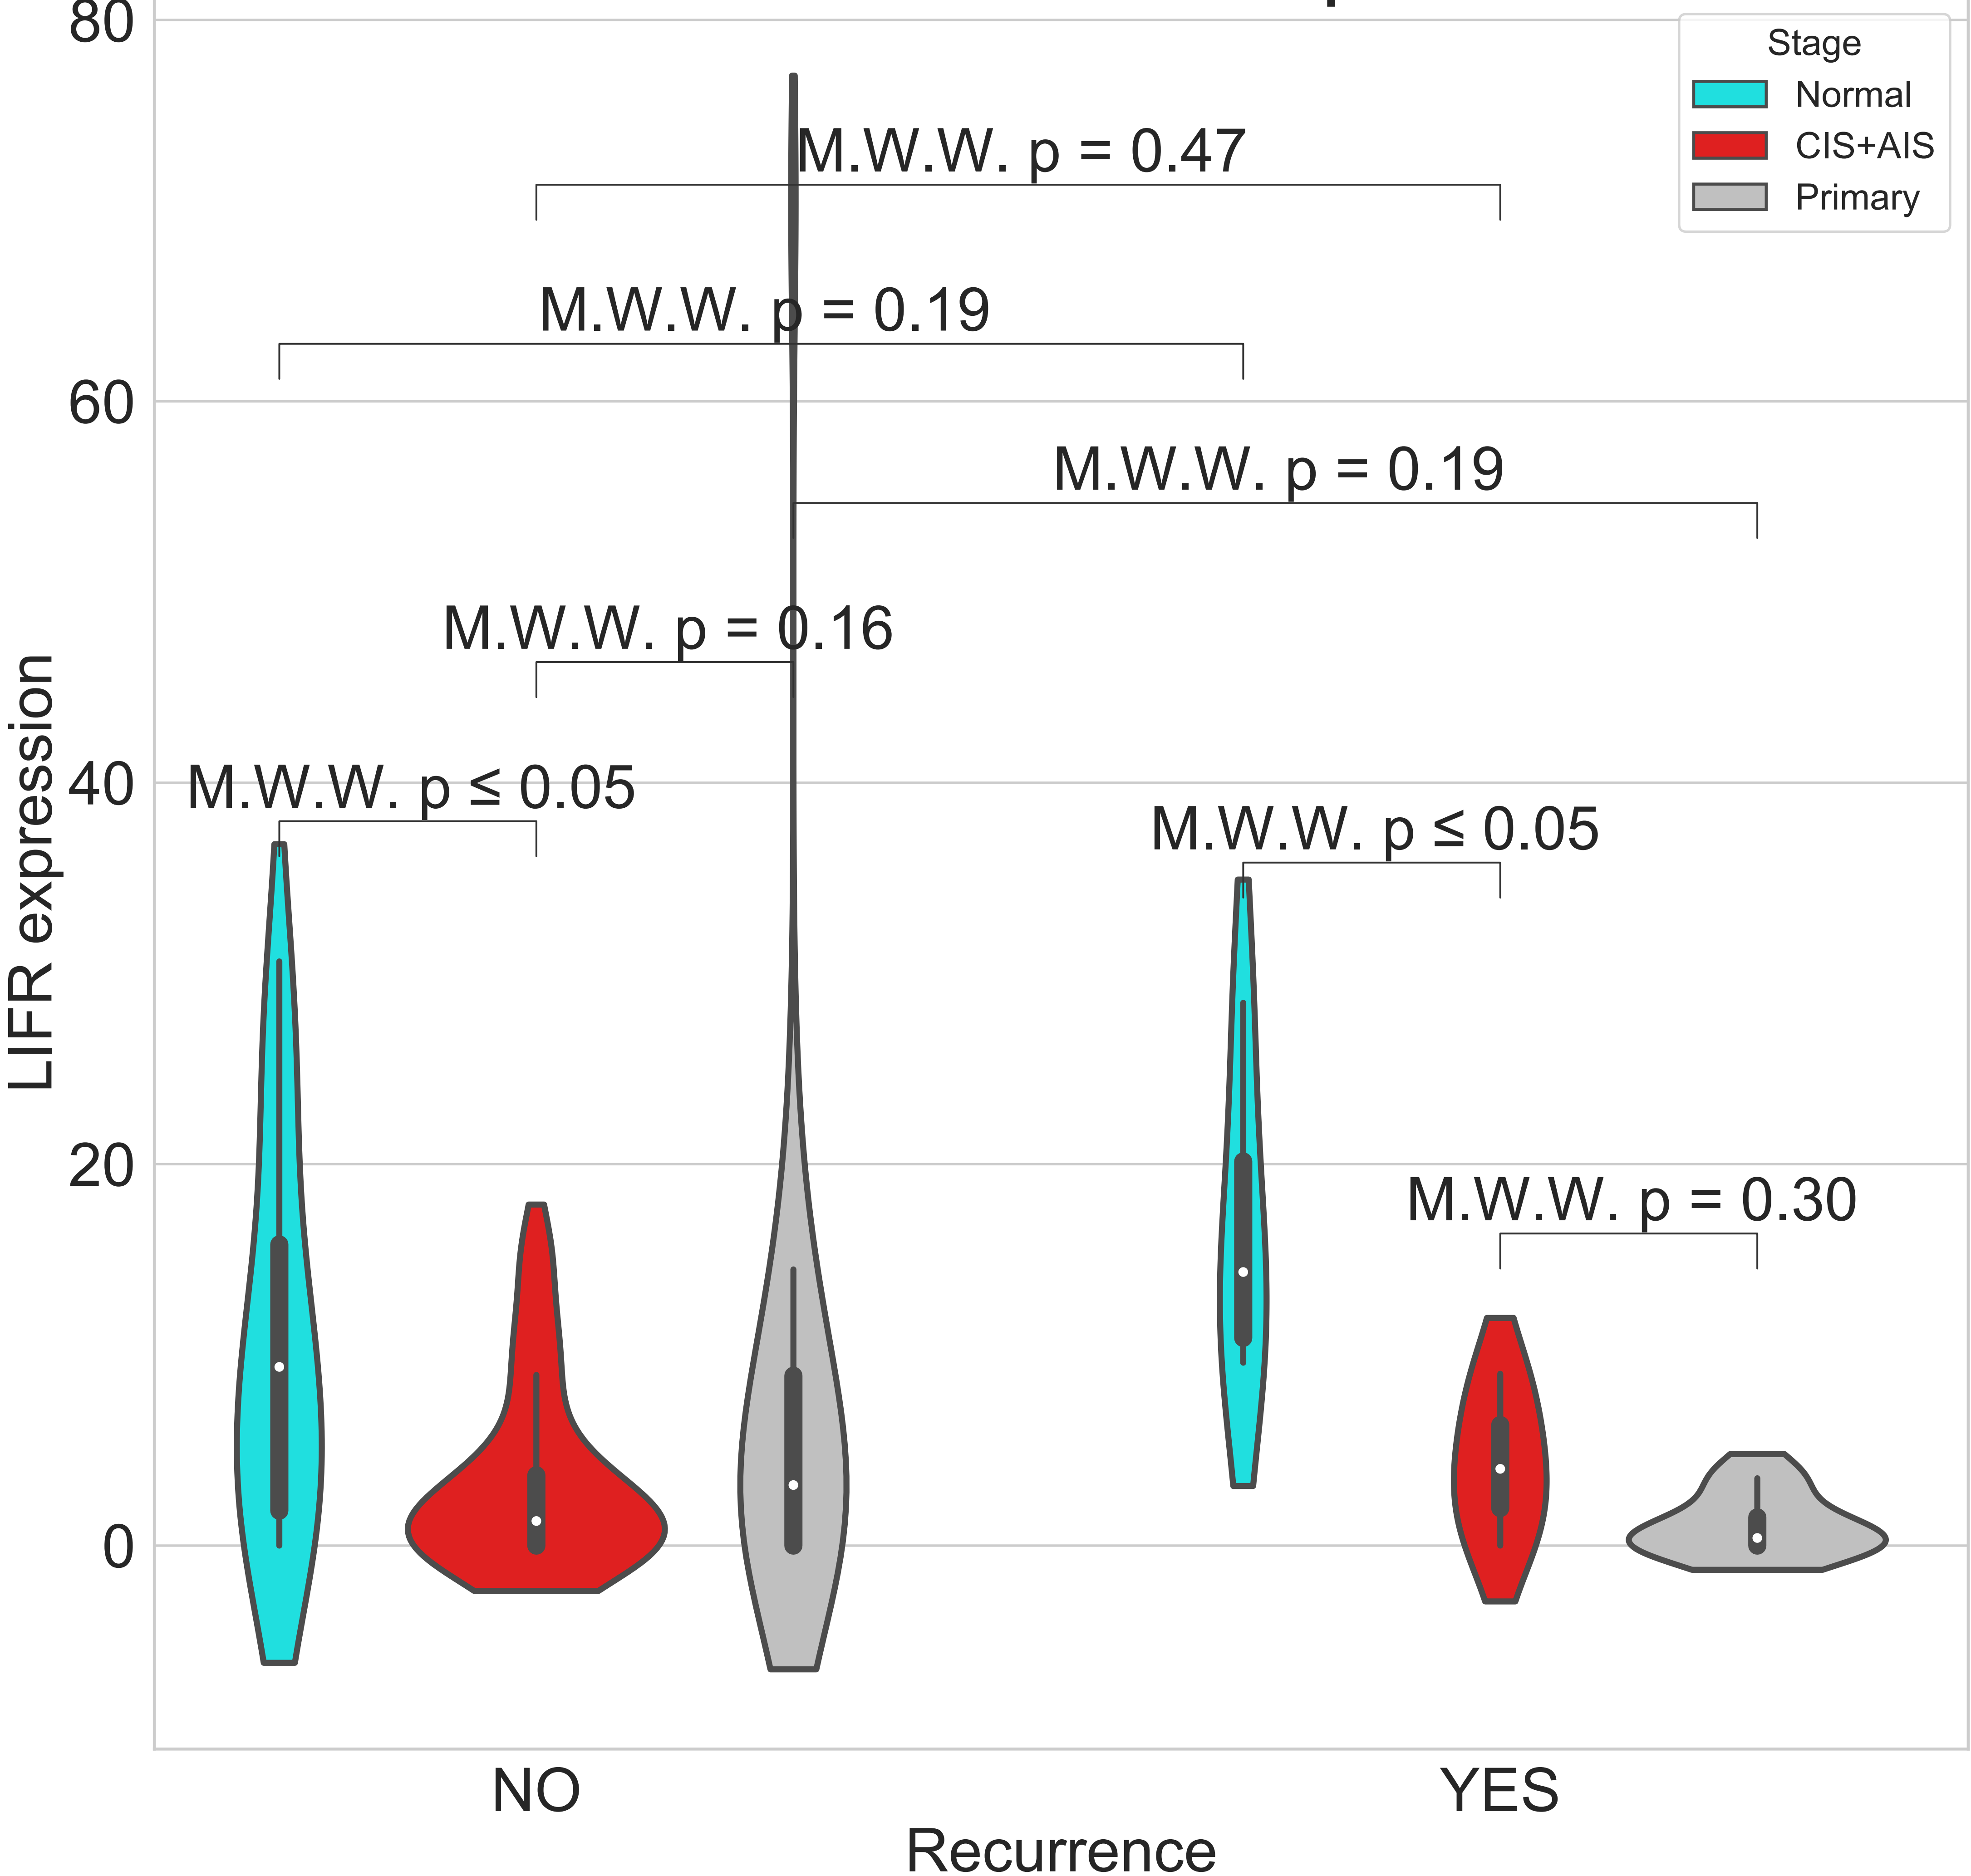 80
Stage
Normal
CIS+AIS
Primary
M.W.W. p = 0.47
M.W.W. p = 0.19
60
M.W.W. p = 0.19
M.W.W. p = 0.16
40
M.W.W. p ≤ 0.05
M.W.W. p ≤ 0.05
LIFR expression
20
M.W.W. p = 0.30
0
NO
YES
Recurrence